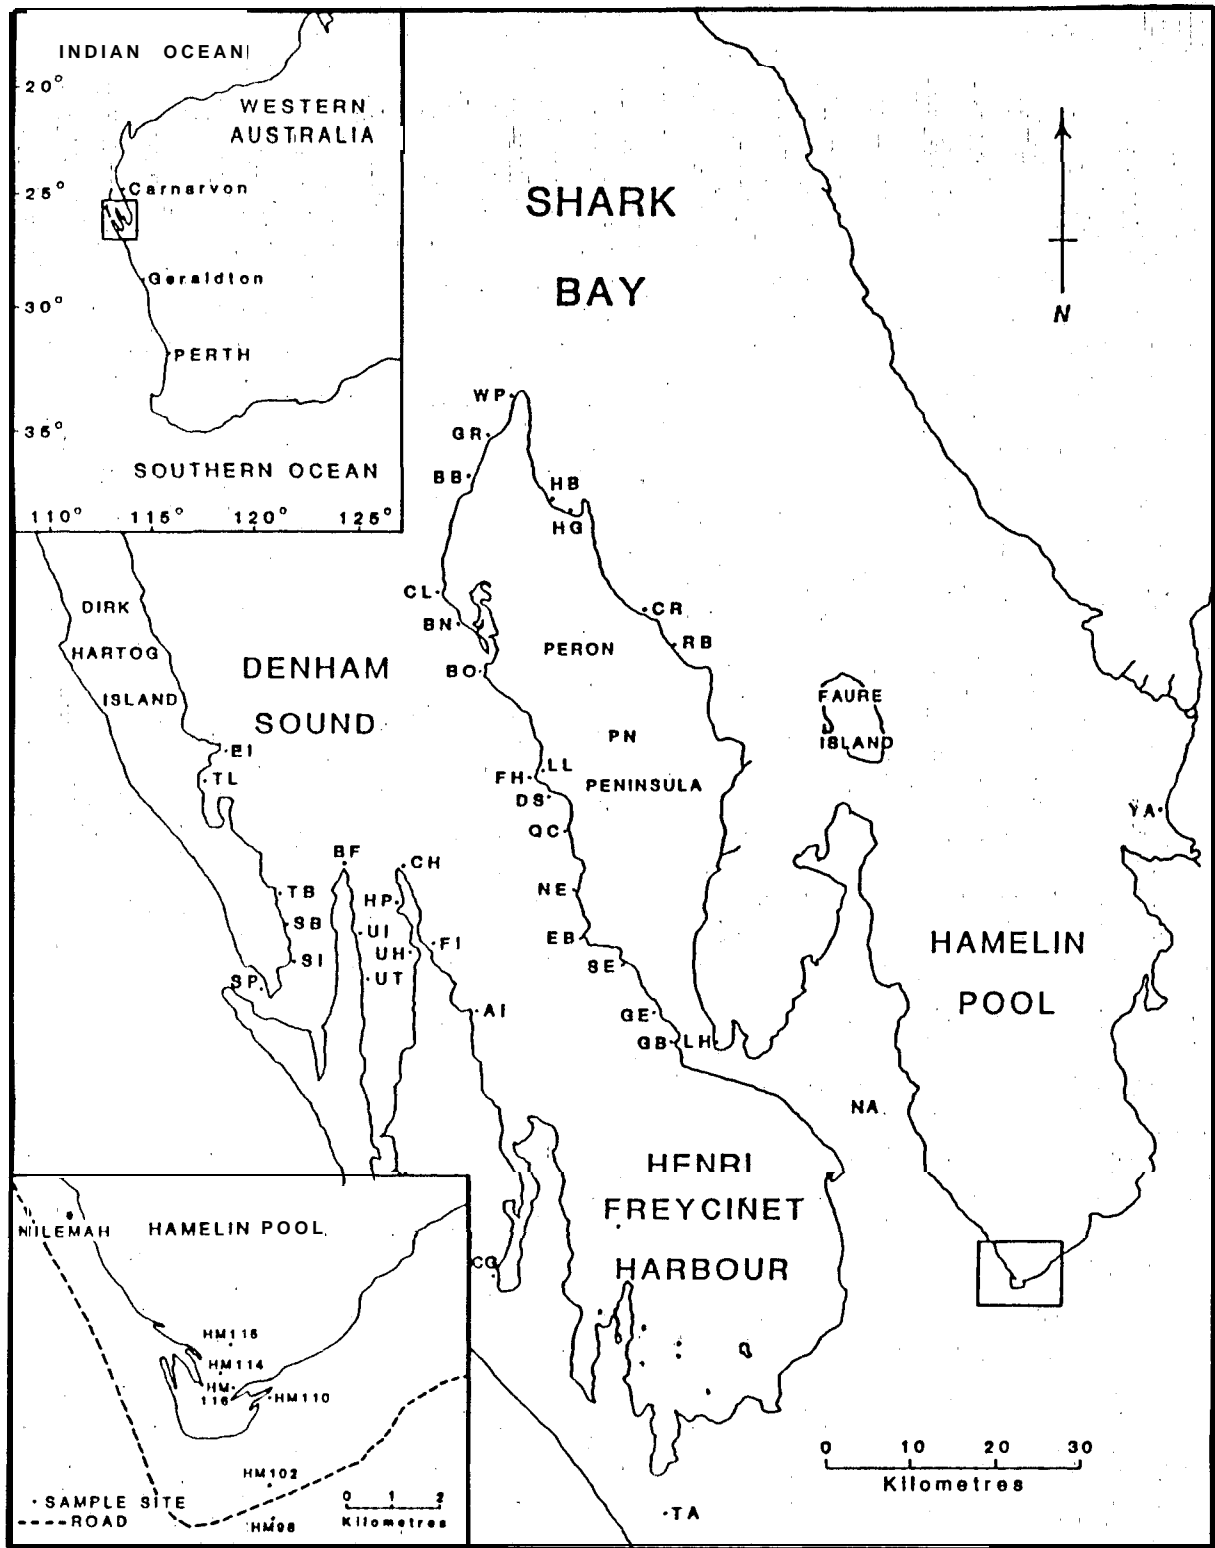 INDIAN OCEAN
20°
WESTERN
AUSTRALIA
25°
Carnarvon
Geraldton
30°
PERTH
35°
SOUTHERN OCEAN
110° 115° 120° 125°
SHARK
BAY
N
WP
GR
BB
HB
HG
CL
BN
BO
CR
RB
DIRK
HARTOG
ISLAND
DENHAM
SOUND
PERON
PN
PENINSULA
FAURE
ISLAND
EI
TL
LL
FH
DS
QC
YA
BF
CH
TB
HP
NE
SB
UI
FI
EB
SI
UH
SE
SP
UT
AI
GE
GB
LH
HAMELIN
POOL
NA
HENRI
FREYCINET
HARBOUR
CG
TA
0 10 20 30
Kilometres
NILEMAH
HAMELIN POOL
HM115
HM114
HM
116
HM110
HM102
HM98
SAMPLE SITE
ROAD
0 1 2
Kilometres